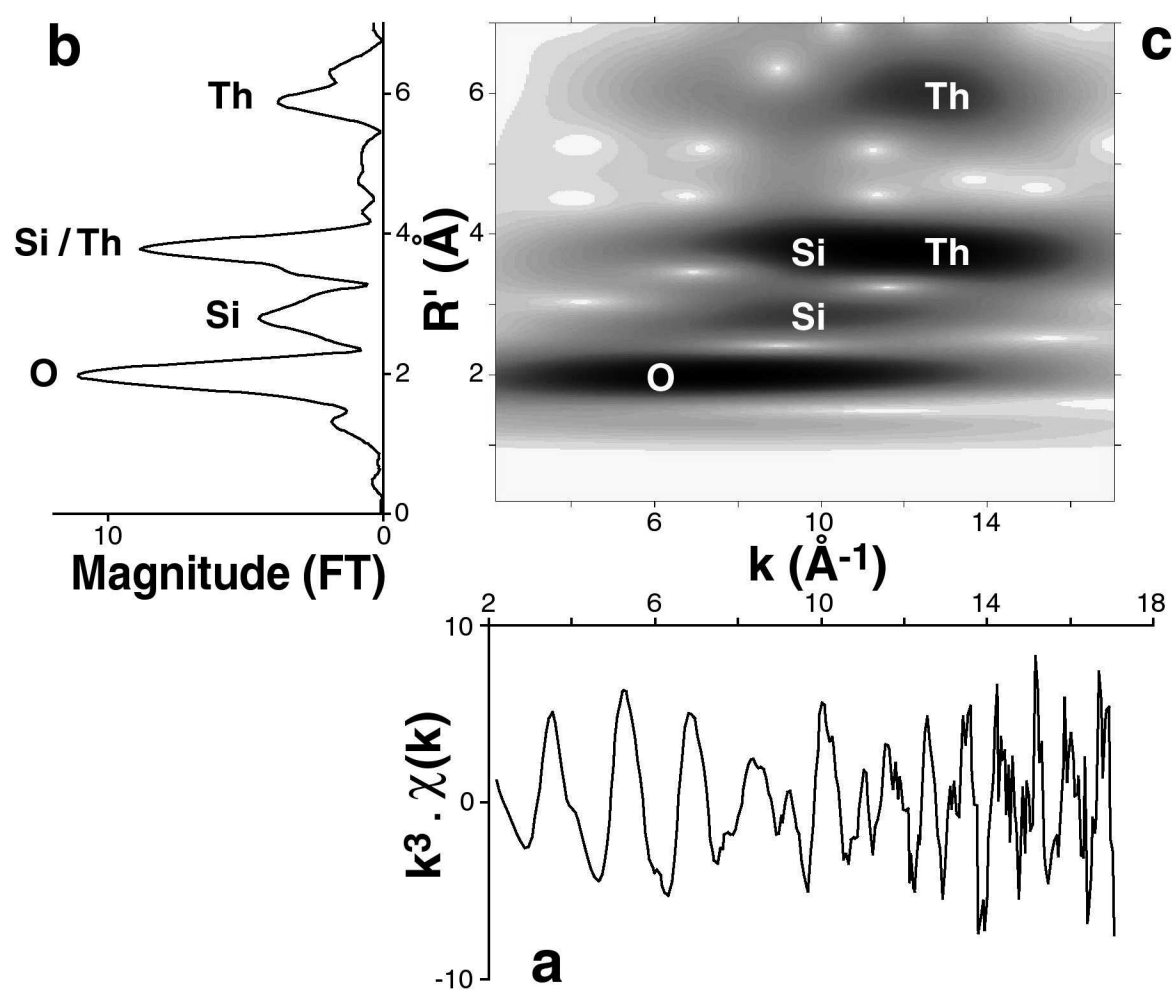 b
Th
Si / Th
Si
O
6
4
2
0
10
0
Magnitude (FT)
c
R' (Å)
6
4
2
Th
Si
Th
Si
O
6
10
14
k (Å-1)
2
6
10
14
18
10
0
-10
k3 . χ(k)
a